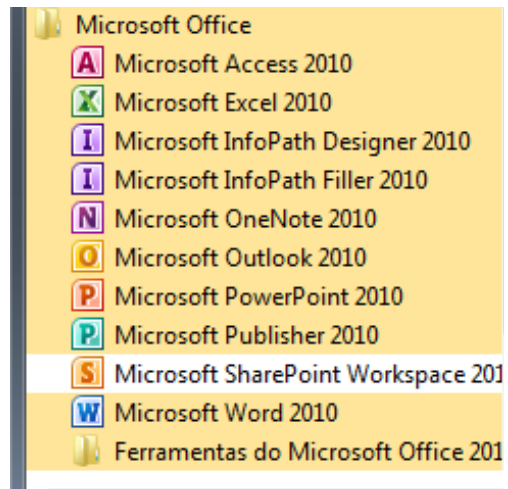 Microsoft Office
A Microsoft Access 2010
X Microsoft Excel 2010
I Microsoft InfoPath Designer 2010
I Microsoft InfoPath Filler 2010
N Microsoft OneNote 2010
O Microsoft Outlook 2010
P Microsoft PowerPoint 2010
P Microsoft Publisher 2010
S Microsoft SharePoint Workspace 201
W Microsoft Word 2010
Ferramentas do Microsoft Office 201